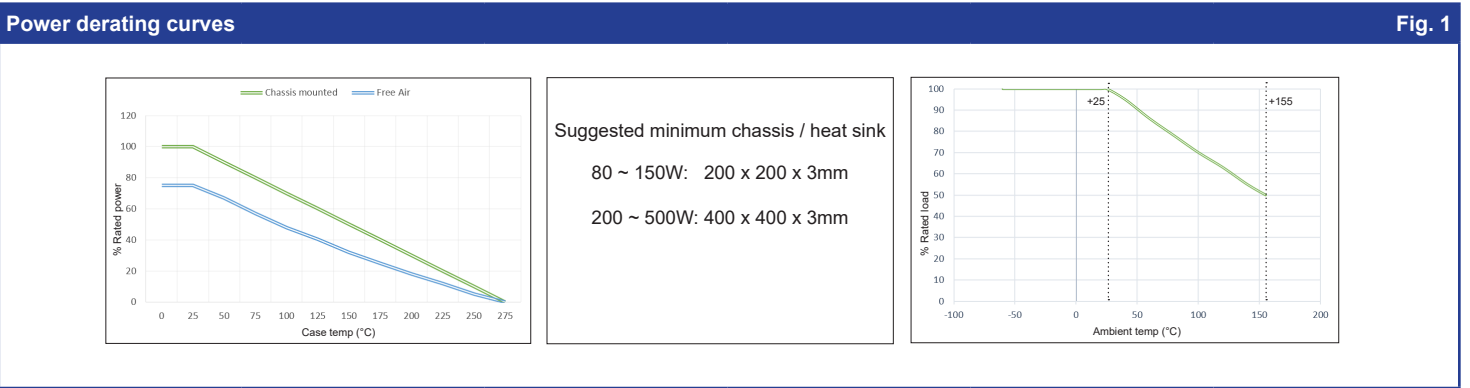 Power derating curves Fig. 1
Chassis mounted Free Air
120
100
80
60
40
20
0
% Rated power
0 25 50 75 100 125 150 175 200 225 250 275
Case temp (°C)
Suggested minimum chassis / heat sink
80 ~ 150W: 200 x 200 x 3mm
200 ~ 500W: 400 x 400 x 3mm
100
90
80
70
60
50
40
30
20
10
0
% Rated load
+25 +155
-100 -50 0 50 100 150 200
Ambient temp (°C)